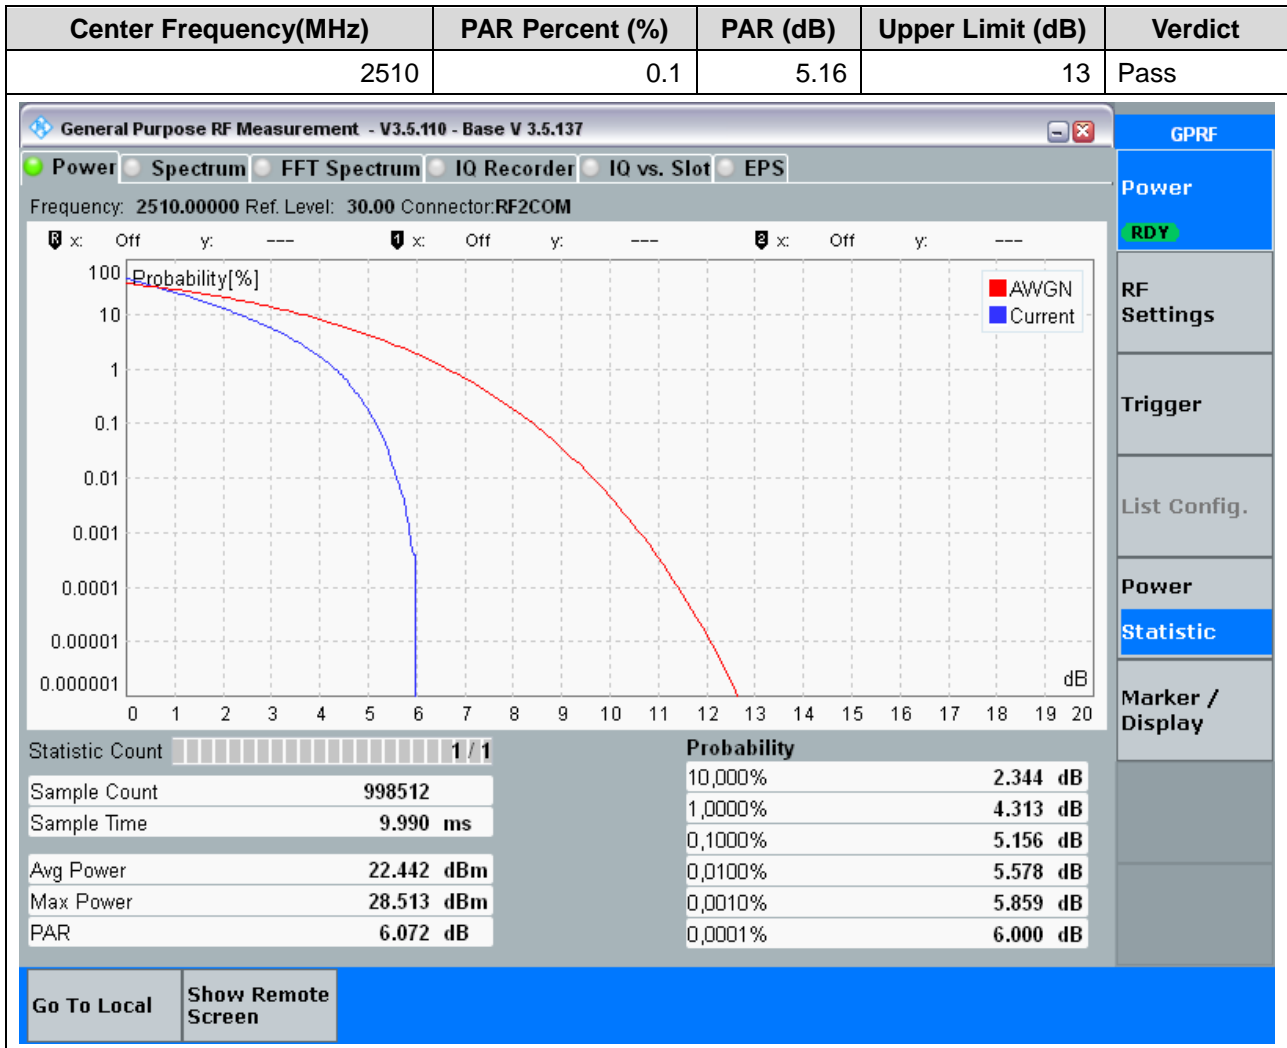 Center Frequency(MHz) PAR Percent (%) PAR (dB) Upper Limit (dB) Verdict
2510 0.1 5.16 13 Pass
General Purpose RF Measurement - V3.5.110 - Base V 3.5.137
GPRF
Power Spectrum FFT Spectrum IQ Recorder IQ vs. Slot EPS
Frequency: 2510.00000 Ref. Level: 30.00 Connector:RF2COM
R x: Off y: --- 1 x: Off y: --- 2 x: Off y: ---
Probability[%]
AWGN
Current
100
10
1
0.1
0.01
0.001
0.0001
0.00001
0.000001
dB
0 1 2 3 4 5 6 7 8 9 10 11 12 13 14 15 16 17 18 19 20
Statistic Count 1 / 1
Sample Count 998512
Sample Time 9.990 ms
Avg Power 22.442 dBm
Max Power 28.513 dBm
PAR 6.072 dB
Probability
10,000% 2.344 dB
1,0000% 4.313 dB
0,1000% 5.156 dB
0,0100% 5.578 dB
0,0010% 5.859 dB
0,0001% 6.000 dB
Power
RDY
RF
Settings
Trigger
List Config.
Power
Statistic
Marker /
Display
Go To Local
Show Remote
Screen